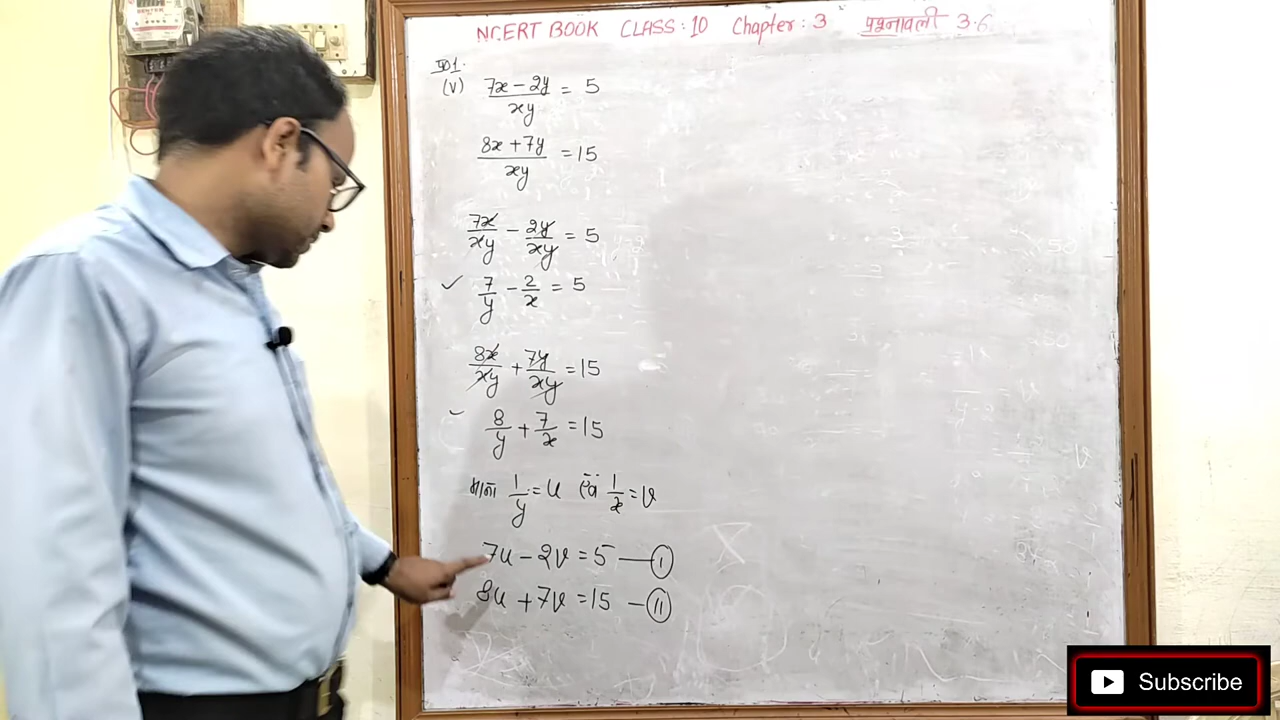 NCERT BOOK CLASS : 10 Chapter : 3 प्रश्नावली 3.6
प्र01.
(v) (7x - 2y)/xy = 5
(8x + 7y)/xy = 15
7x/xy - 2y/xy = 5
✓ 7/y - 2/x = 5
8x/xy + 7y/xy = 15
8/y + 7/x = 15
माना 1/y = u एवं 1/x = v
7u - 2v = 5 — (I)
8u + 7v = 15 — (II)
Subscribe